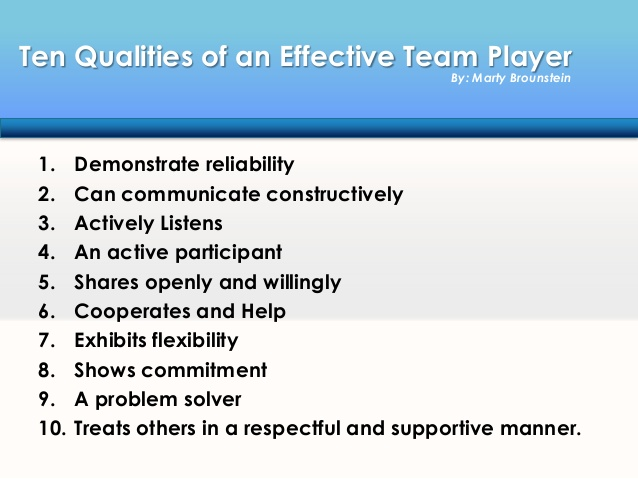 Ten Qualities of an Effective Team Player
By: Marty Brounstein
1. Demonstrate reliability
2. Can communicate constructively
3. Actively Listens
4. An active participant
5. Shares openly and willingly
6. Cooperates and Help
7. Exhibits flexibility
8. Shows commitment
9. A problem solver
10. Treats others in a respectful and supportive manner.